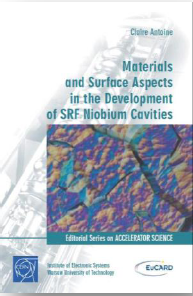 Claire Antoine
Materials
and Surface Aspects
in the Development
of SRF Niobium Cavities
Editorial Series on ACCELERATOR SCIENCE
CERN
Institute of Electronic Systems
Warsaw University of Technology
EuCARD